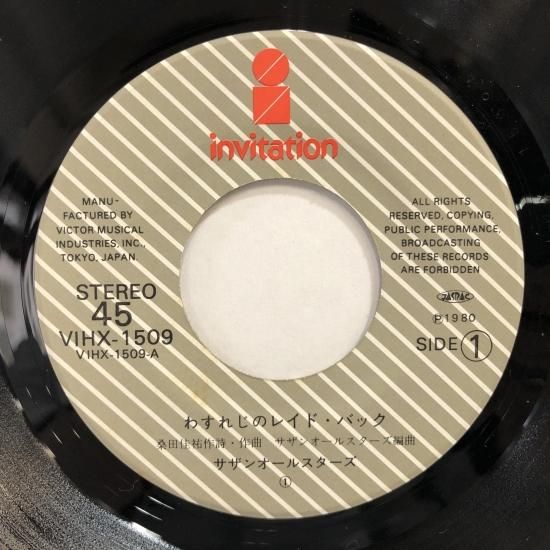 invitation
MANU-
FACTURED BY
VICTOR MUSICAL
INDUSTRIES, INC.,
TOKYO, JAPAN.
ALL RIGHTS
RESERVED, COPYING,
PUBLIC PERFORMANCE,
BROADCASTING
OF THESE RECORDS
ARE FORBIDDEN
STEREO
45
VIHX-1509
VIHX-1509-A
JASRAC
Ⓟ1980
SIDE ①
わすれじのレイド・バック
桑田佳祐作詩・作曲 サザンオールスターズ編曲
サザンオールスターズ
①